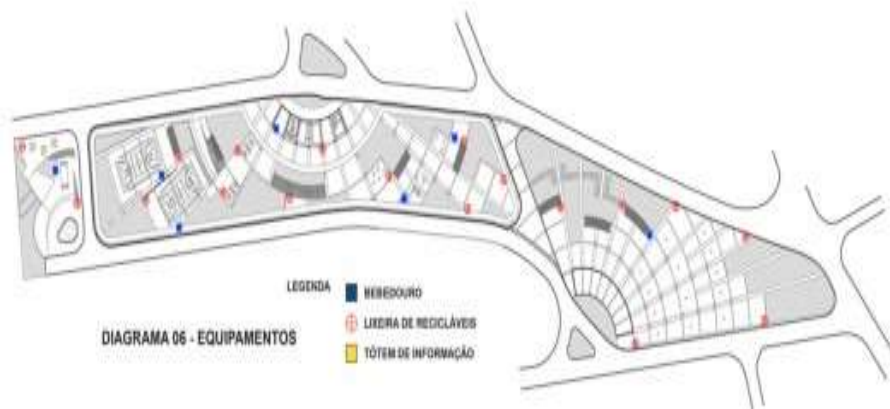 LEGENDA
BEBEDOURO
LIXEIRA DE RECICLÁVEIS
DIAGRAMA 06 - EQUIPAMENTOS
TÓTEM DE INFORMAÇÃO